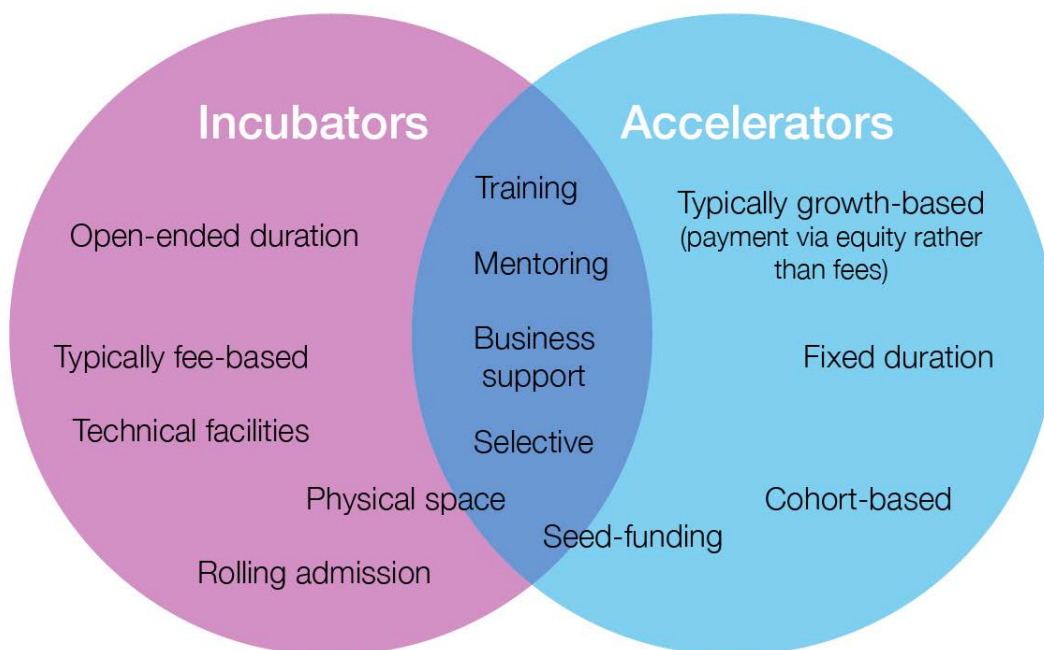 Incubators
Open-ended duration
Typically fee-based
Technical facilities
Physical space
Rolling admission
Training
Mentoring
Business
support
Selective
Seed-funding
Accelerators
Typically growth-based
(payment via equity rather
than fees)
Fixed duration
Cohort-based